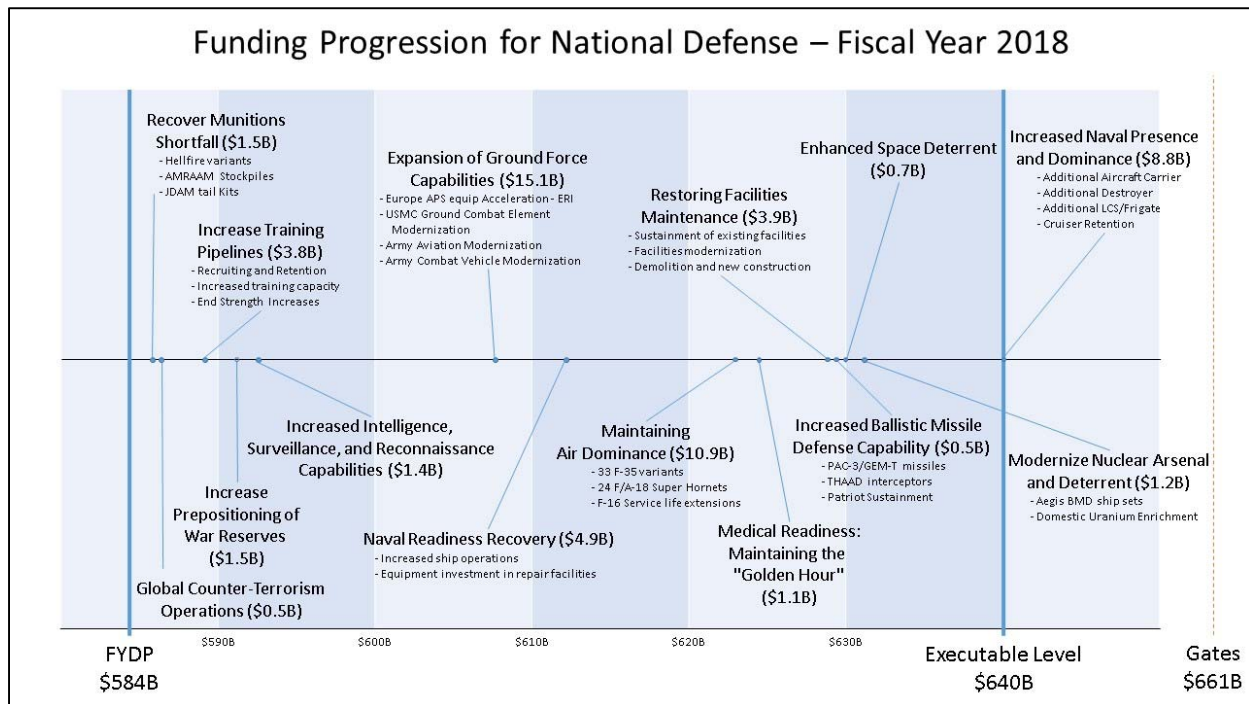 Funding Progression for National Defense – Fiscal Year 2018
Recover Munitions
Shortfall ($1.5B)
- Hellfire variants
- AMRAAM Stockpiles
- JDAM tail Kits
Increase Training
Pipelines ($3.8B)
- Recruiting and Retention
- Increased training capacity
- End Strength Increases
Expansion of Ground Force
Capabilities ($15.1B)
- Europe APS equip Acceleration - ERI
- USMC Ground Combat Element
Modernization
- Army Aviation Modernization
- Army Combat Vehicle Modernization
Restoring Facilities
Maintenance ($3.9B)
- Sustainment of existing facilities
- Facilities modernization
- Demolition and new construction
Enhanced Space Deterrent
($0.7B)
Increased Naval Presence
and Dominance ($8.8B)
- Additional Aircraft Carrier
- Additional Destroyer
- Additional LCS/Frigate
- Cruiser Retention
Global Counter-Terrorism
Operations ($0.5B)
Increase
Prepositioning of
War Reserves
($1.5B)
Increased Intelligence,
Surveillance, and Reconnaissance
Capabilities ($1.4B)
Naval Readiness Recovery ($4.9B)
- Increased ship operations
- Equipment investment in repair facilities
Maintaining
Air Dominance ($10.9B)
- 33 F-35 variants
- 24 F/A-18 Super Hornets
- F-16 Service life extensions
Medical Readiness:
Maintaining the
"Golden Hour"
($1.1B)
Increased Ballistic Missile
Defense Capability ($0.5B)
- PAC-3/GEM-T missiles
- THAAD interceptors
- Patriot Sustainment
Modernize Nuclear Arsenal
and Deterrent ($1.2B)
- Aegis BMD ship sets
- Domestic Uranium Enrichment
$590B
$600B
$610B
$620B
$630B
FYDP
$584B
Executable Level
$640B
Gates
$661B